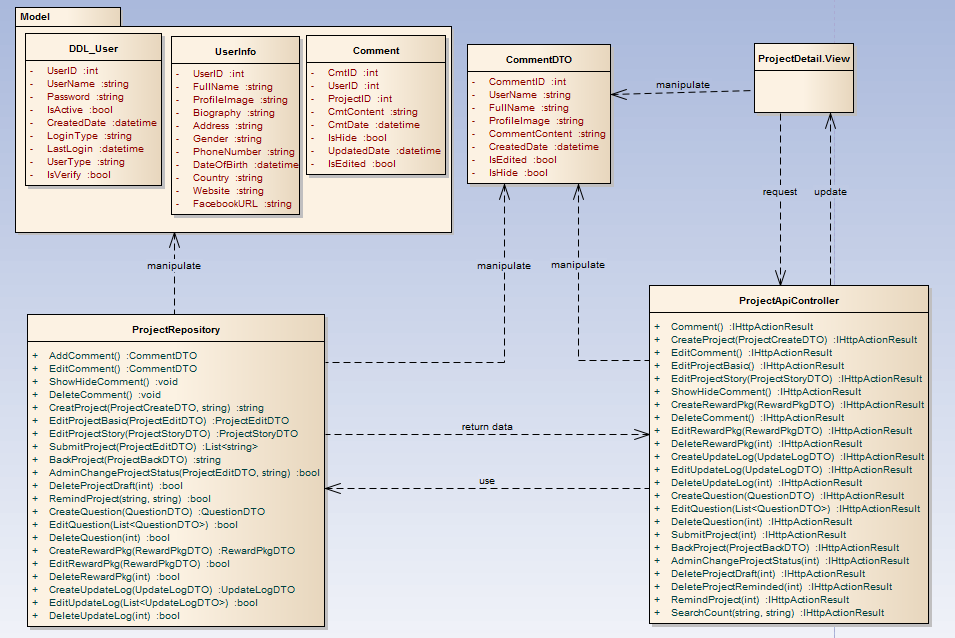 Model
DDL_User
- UserID :int
- UserName :string
- Password :string
- IsActive :bool
- CreatedDate :datetime
- LoginType :string
- LastLogin :datetime
- UserType :string
- IsVerify :bool
UserInfo
- UserID :int
- FullName :string
- ProfileImage :string
- Biography :string
- Address :string
- Gender :string
- PhoneNumber :string
- DateOfBirth :datetime
- Country :string
- Website :string
- FacebookURL :string
Comment
- CmtID :int
- UserID :int
- ProjectID :int
- CmtContent :string
- CmtDate :datetime
- IsHide :bool
- UpdatedDate :datetime
- IsEdited :bool
CommentDTO
- CommentID :int
- UserName :string
- FullName :string
- ProfileImage :string
- CommentContent :string
- CreatedDate :datetime
- IsEdited :bool
- IsHide :bool
manipulate
ProjectDetail.View
request
update
manipulate
manipulate
manipulate
ProjectRepository
+ AddComment() :CommentDTO
+ EditComment() :CommentDTO
+ ShowHideComment() :void
+ DeleteComment() :void
+ CreatProject(ProjectCreateDTO, string) :string
+ EditProjectBasic(ProjectEditDTO) :ProjectEditDTO
+ EditProjectStory(ProjectStoryDTO) :ProjectStoryDTO
+ SubmitProject(ProjectEditDTO) :List<string>
+ BackProject(ProjectBackDTO) :string
+ AdminChangeProjectStatus(ProjectEditDTO, string) :bool
+ DeleteProjectDraft(int) :bool
+ RemindProject(string, string) :bool
+ CreateQuestion(QuestionDTO) :QuestionDTO
+ EditQuestion(List<QuestionDTO>) :bool
+ DeleteQuestion(int) :bool
+ CreateRewardPkg(RewardPkgDTO) :RewardPkgDTO
+ EditRewardPkg(RewardPkgDTO) :bool
+ DeleteRewardPkg(int) :bool
+ CreateUpdateLog(UpdateLogDTO) :UpdateLogDTO
+ EditUpdateLog(List<UpdateLogDTO>) :bool
+ DeleteUpdateLog(int) :bool
return data
use
ProjectApiController
+ Comment() :IHttpActionResult
+ CreateProject(ProjectCreateDTO) :IHttpActionResult
+ EditComment() :IHttpActionResult
+ EditProjectBasic() :IHttpActionResult
+ EditProjectStory(ProjectStoryDTO) :IHttpActionResult
+ ShowHideComment() :IHttpActionResult
+ CreateRewardPkg(RewardPkgDTO) :IHttpActionResult
+ DeleteComment() :IHttpActionResult
+ EditRewardPkg(RewardPkgDTO) :IHttpActionResult
+ DeleteRewardPkg(int) :IHttpActionResult
+ CreateUpdateLog(UpdateLogDTO) :IHttpActionResult
+ EditUpdateLog(UpdateLogDTO) :IHttpActionResult
+ DeleteUpdateLog(int) :IHttpActionResult
+ CreateQuestion(QuestionDTO) :IHttpActionResult
+ EditQuestion(List<QuestionDTO>) :IHttpActionResult
+ DeleteQuestion(int) :IHttpActionResult
+ SubmitProject(int) :IHttpActionResult
+ BackProject(ProjectBackDTO) :IHttpActionResult
+ AdminChangeProjectStatus(int) :IHttpActionResult
+ DeleteProjectDraft(int) :IHttpActionResult
+ DeleteProjectReminded(int) :IHttpActionResult
+ RemindProject(int) :IHttpActionResult
+ SearchCount(string, string) :IHttpActionResult